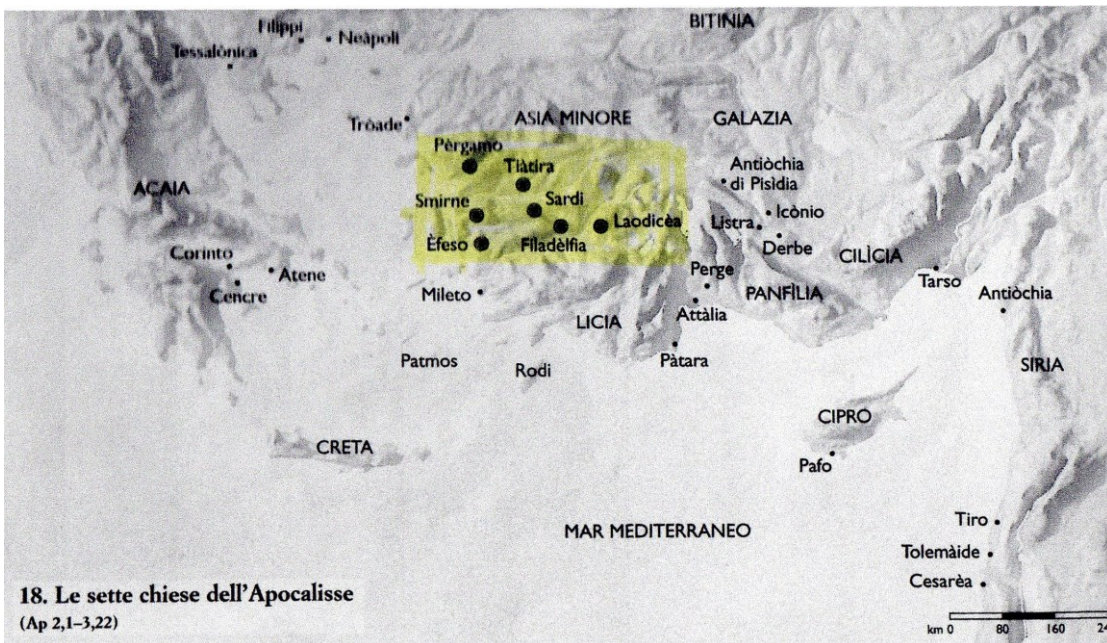 BITINIA
Filippi
Neàpoli
Tessalònica
Tròade
ASIA MINORE
GALAZIA
Pèrgamo
Tiàtira
Antiòchia
di Pisìdia
ACAIA
Smirne
Sardi
Icònio
Listra
Laodicèa
Èfeso
Filadèlfia
Derbe
CILÌCIA
Corinto
Atene
Cencre
Perge
Tarso
Mileto
PANFÌLIA
Antiòchia
Attàlia
LICIA
Pàtara
Patmos
Rodi
SIRIA
CIPRO
CRETA
Pafo
MAR MEDITERRANEO
Tiro
Tolemàide
Cesarèa
18. Le sette chiese dell'Apocalisse
(Ap 2,1–3,22)
km 0 80 160 24